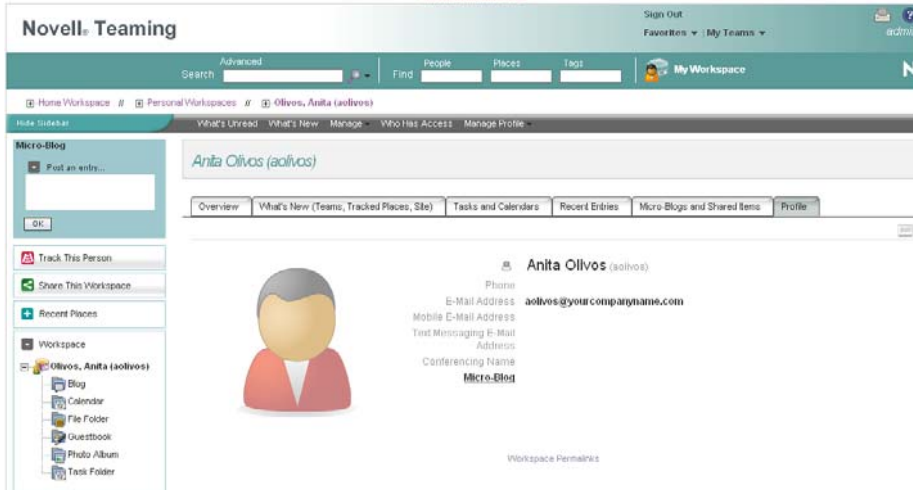 Novell® Teaming
Sign Out
Favorites ▾ | My Teams ▾
Advanced
Search
Find
People
Places
Tags
My Workspace
N
Home Workspace // Personal Workspaces // Olivos, Anita (aolivos)
Hide Sidebar
What's Unread What's New Manage Who Has Access Manage Profile
Micro-Blog
Post an entry...
OK
Track This Person
Share This Workspace
Recent Places
Workspace
Olivos, Anita (aolivos)
Blog
Calendar
File Folder
Guestbook
Photo Album
Task Folder
Anita Olivos (aolivos)
Overview What's New (Teams, Tracked Places, Site) Tasks and Calendars Recent Entries Micro-Blogs and Shared Items Profile
Anita Olivos (aolivos)
Phone
E-Mail Address aolivos@yourcompanyname.com
Mobile E-Mail Address
Text Messaging E-Mail
Address
Conferencing Name
Micro-Blog
Workspace Permalinks